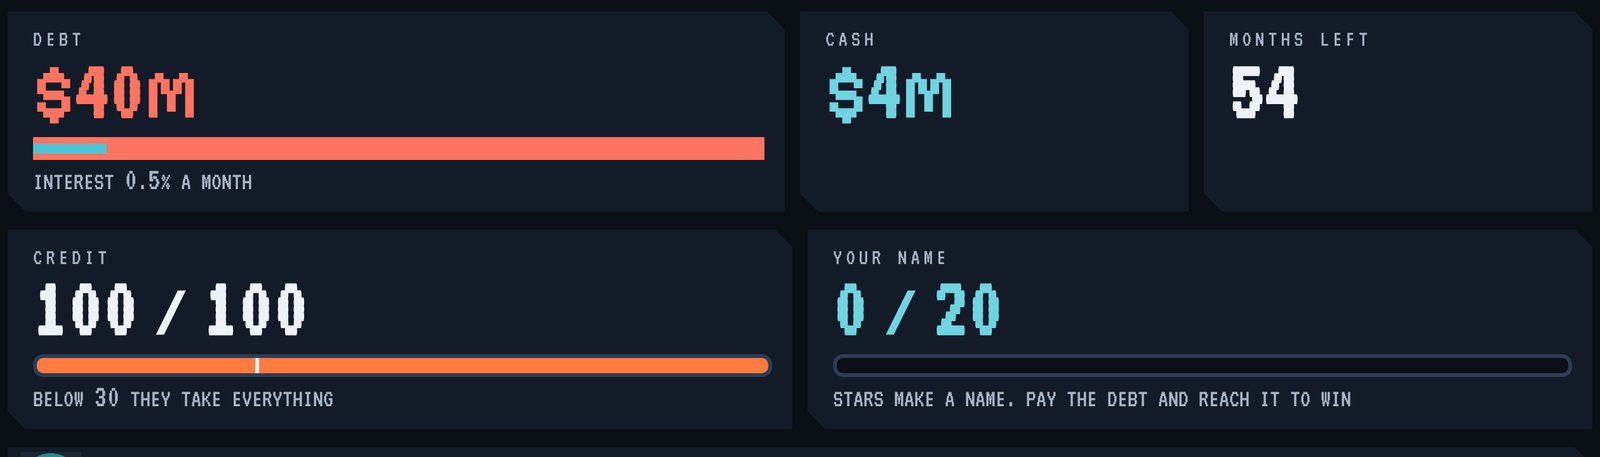 DEBT
$40M
INTEREST 0.5% A MONTH
CASH
$4M
MONTHS LEFT
54
CREDIT
100 / 100
BELOW 30 THEY TAKE EVERYTHING
YOUR NAME
0 / 20
STARS MAKE A NAME. PAY THE DEBT AND REACH IT TO WIN